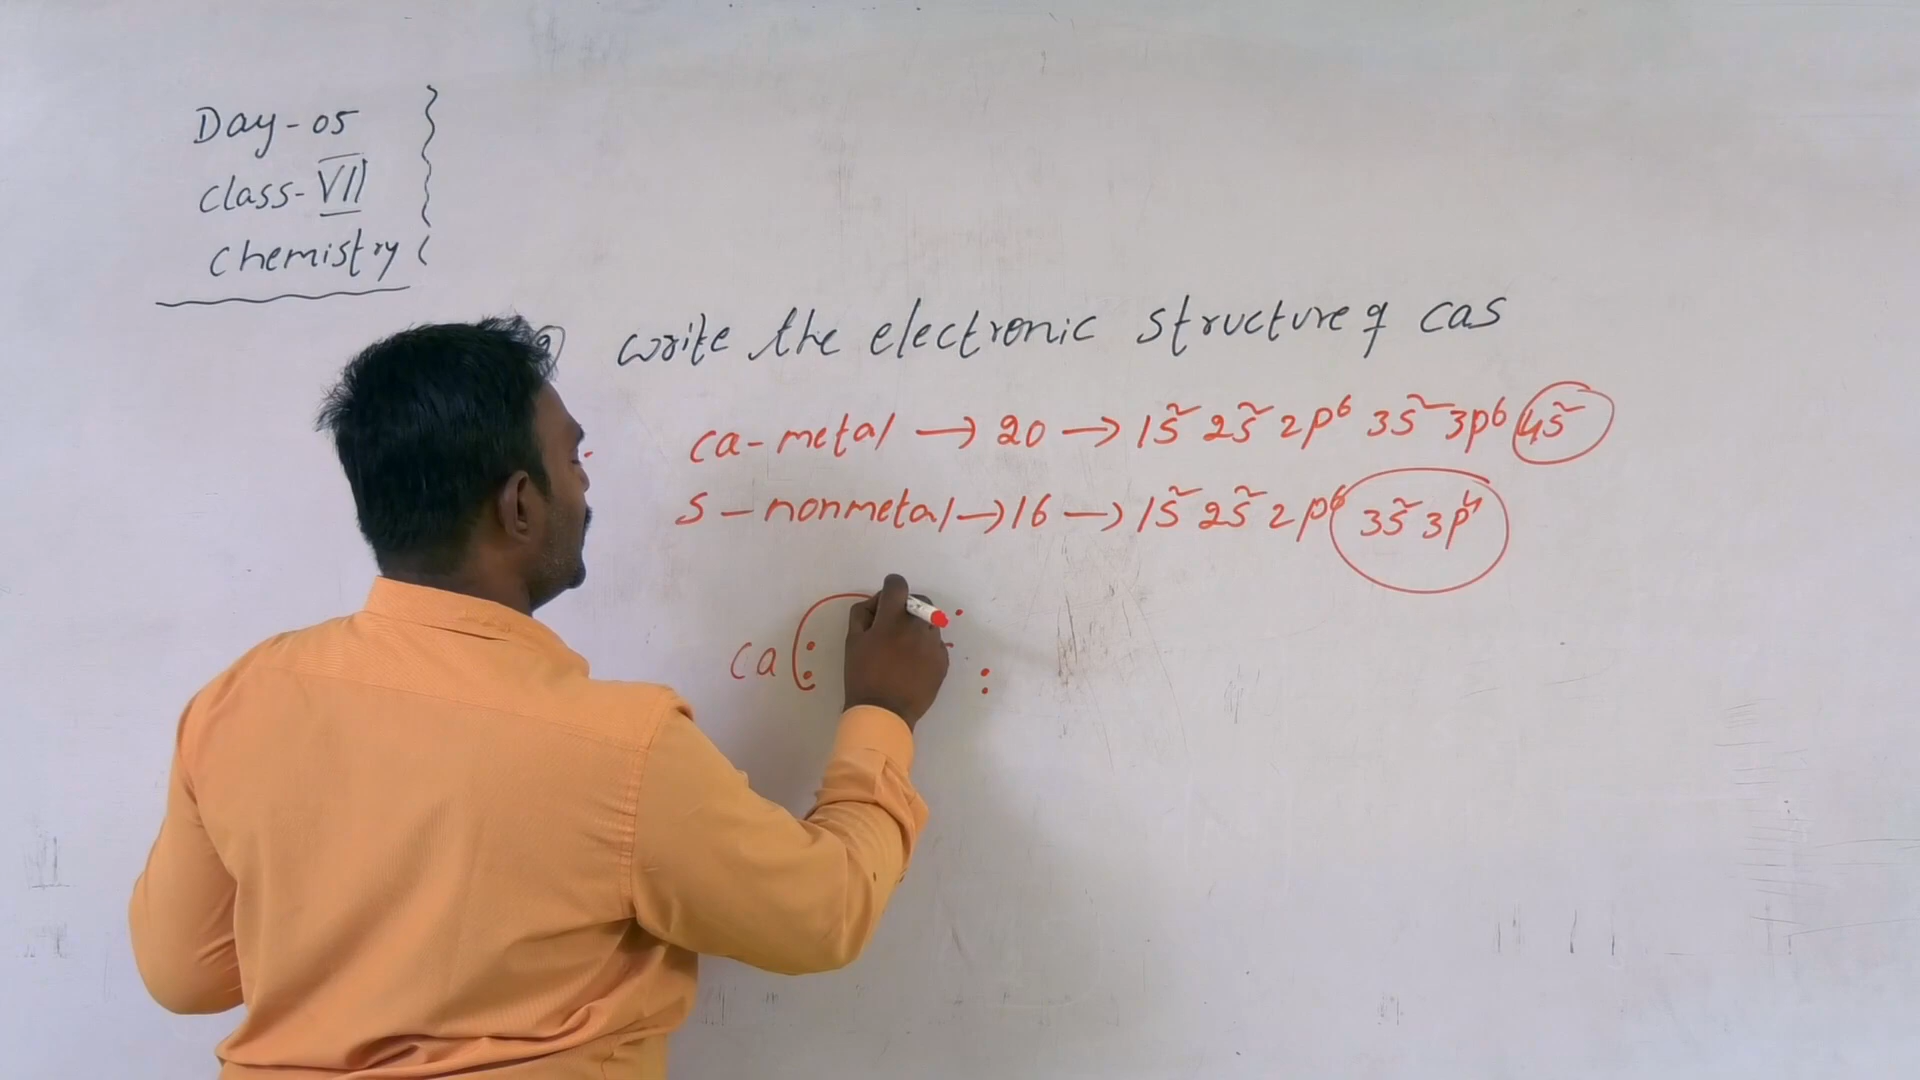 Day-05
class-VII
chemistry
Q) write the electronic structure of cas
ca-metal → 20 → 1s² 2s² 2p⁶ 3s² 3p⁶ 4s²
S – nonmetal → 16 → 1s² 2s² 2p⁶ 3s² 3p⁴
ca